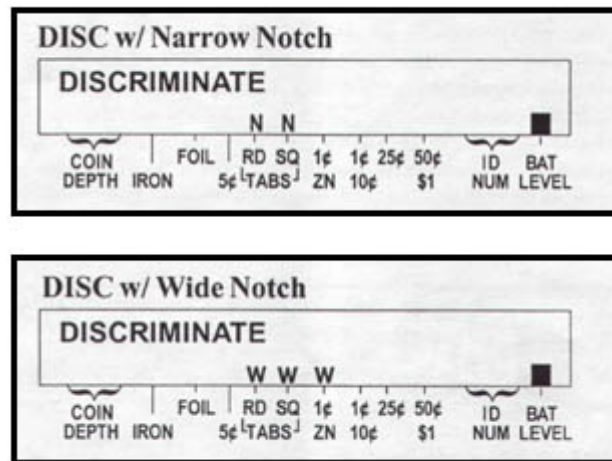 DISC w/ Narrow Notch
DISCRIMINATE
N N
COIN FOIL RD SQ 1¢ 1¢ 25¢ 50¢ ID BAT
DEPTH IRON 5¢ TABS ZN 10¢ $1 NUM LEVEL
DISC w/ Wide Notch
DISCRIMINATE
W W W
COIN FOIL RD SQ 1¢ 1¢ 25¢ 50¢ ID BAT
DEPTH IRON 5¢ TABS ZN 10¢ $1 NUM LEVEL